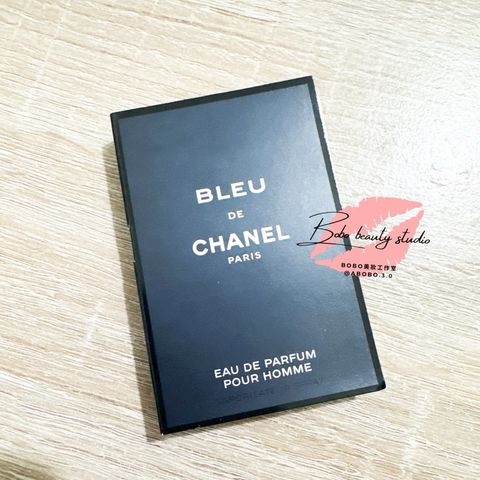 BLEU
DE
CHANEL
PARIS
EAU DE PARFUM
POUR HOMME
Bobo beauty studio
BOBO美妝工作室
@ABOBO.3.0